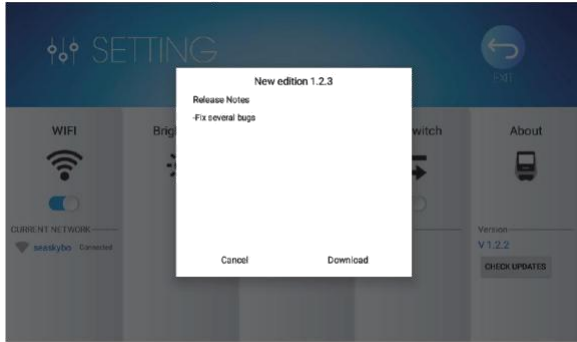 SETTING
EXIT
New edition 1.2.3
Release Notes
-Fix several bugs
Cancel
Download
WIFI
Brig
witch
About
CURRENT NETWORK
seaskybo Connected
Version
V 1.2.2
CHECK UPDATES